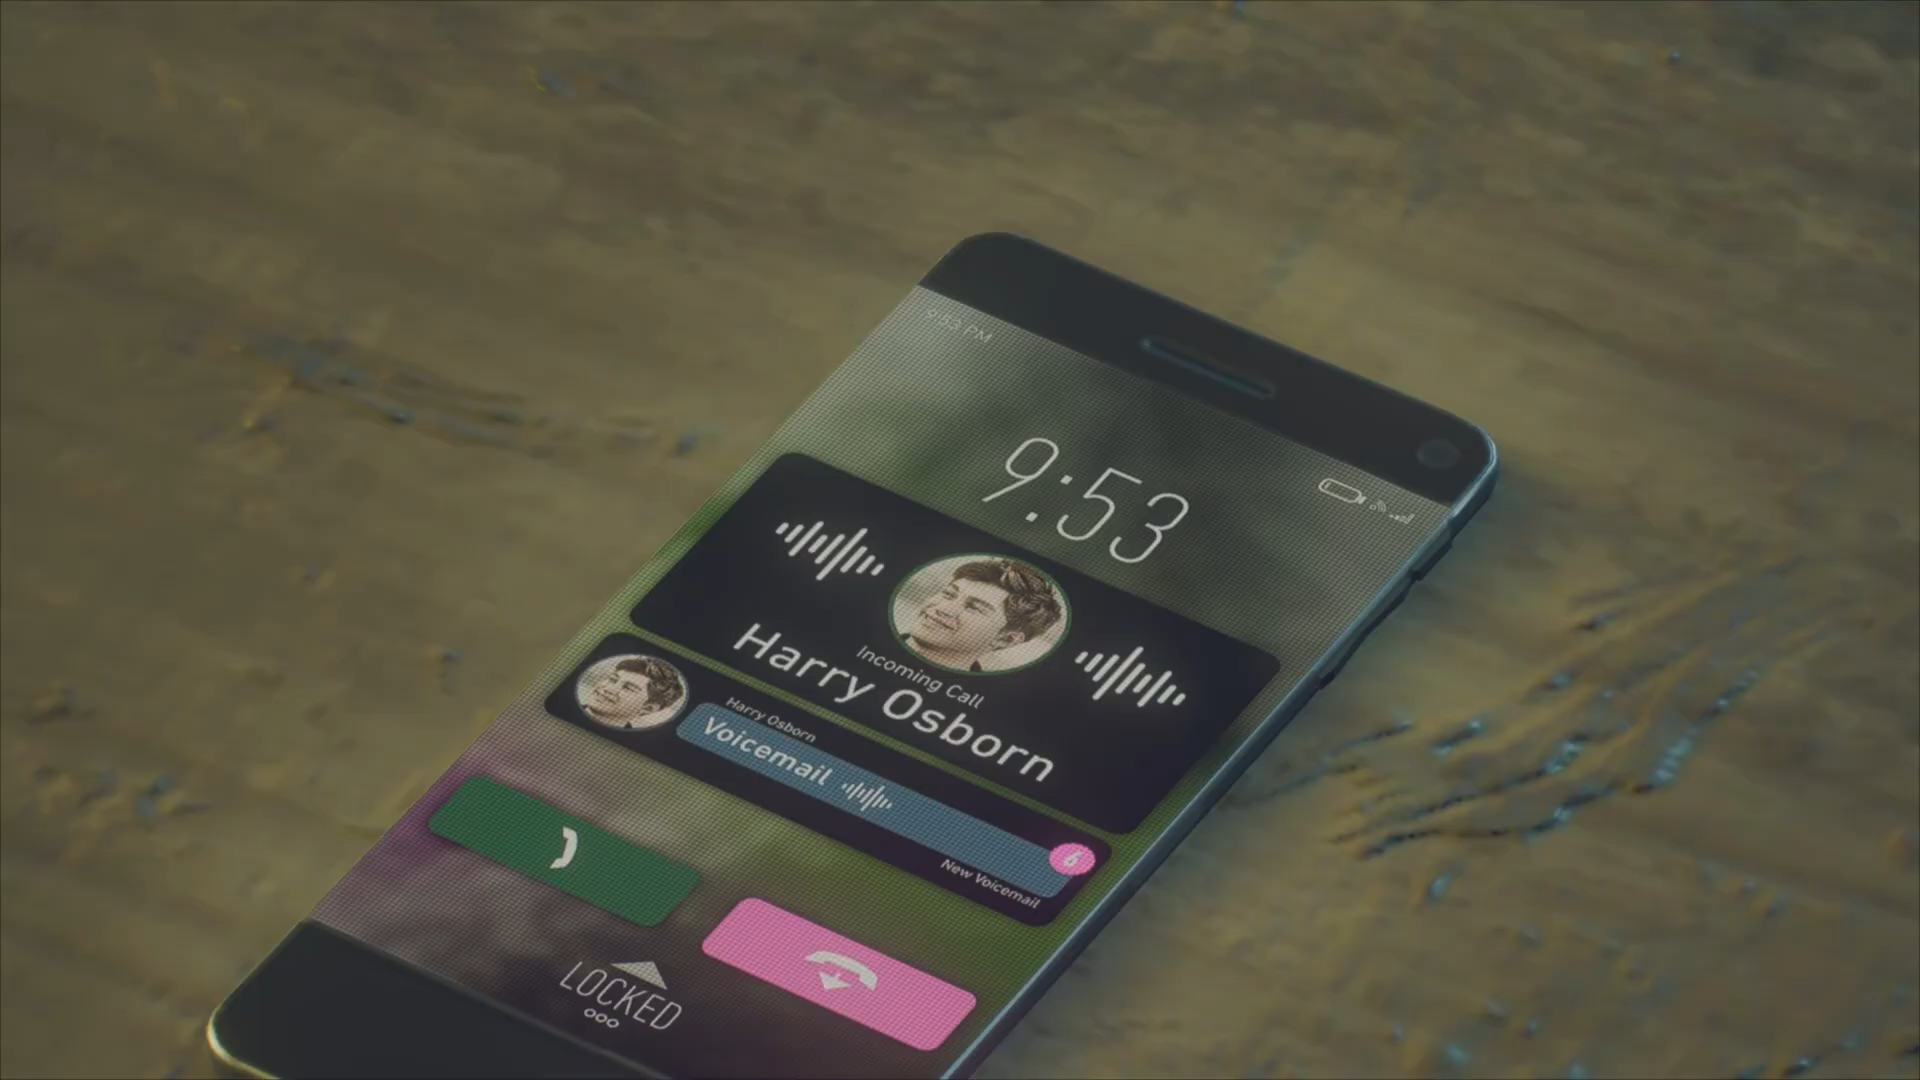 9:53 PM
9:53
Incoming Call
Harry Osborn
Harry Osborn
Voicemail
6
New Voicemail
LOCKED